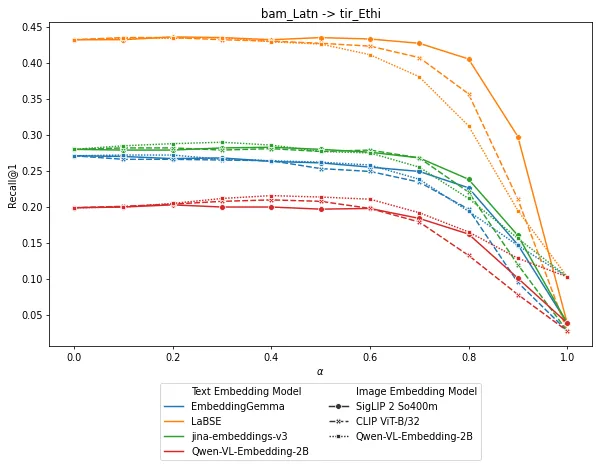 bam_Latn -> tir_Ethi
0.45
0.40
0.35
0.30
0.25
0.20
0.15
0.10
0.05
Recall@1
0.0 0.2 0.4 0.6 0.8 1.0
α
Text Embedding Model Image Embedding Model
EmbeddingGemma SigLIP 2 So400m
LaBSE CLIP ViT-B/32
jina-embeddings-v3 Qwen-VL-Embedding-2B
Qwen-VL-Embedding-2B